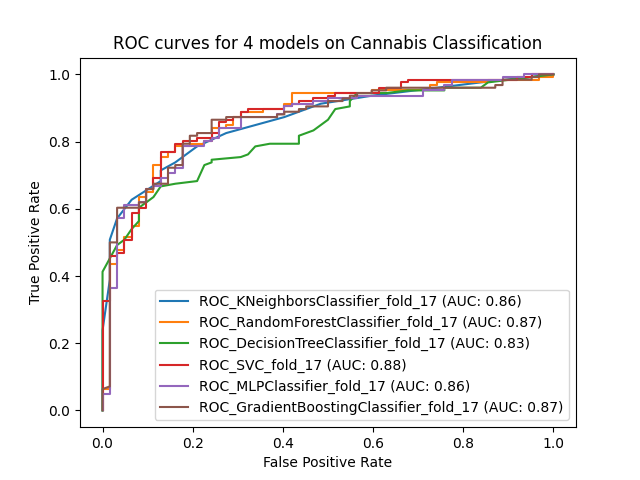 ROC curves for 4 models on Cannabis Classification
True Positive Rate
1.0
0.8
0.6
0.4
0.2
0.0
ROC_KNeighborsClassifier_fold_17 (AUC: 0.86)
ROC_RandomForestClassifier_fold_17 (AUC: 0.87)
ROC_DecisionTreeClassifier_fold_17 (AUC: 0.83)
ROC_SVC_fold_17 (AUC: 0.88)
ROC_MLPClassifier_fold_17 (AUC: 0.86)
ROC_GradientBoostingClassifier_fold_17 (AUC: 0.87)
0.0 0.2 0.4 0.6 0.8 1.0
False Positive Rate